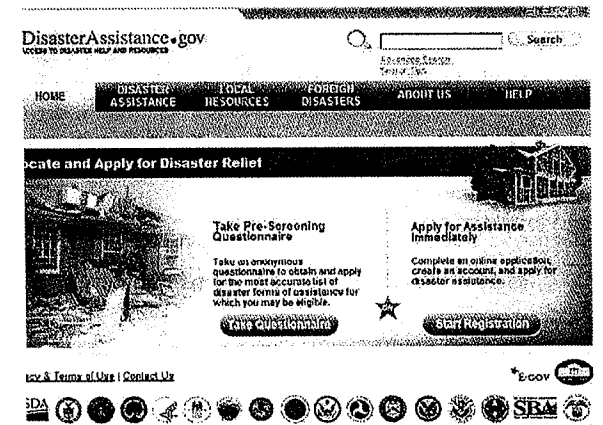 DisasterAssistance.gov
ACCESS TO DISASTER HELP AND RESOURCES
Search
Advanced Search
HOME
DISASTER ASSISTANCE
LOCAL RESOURCES
FOREIGN DISASTERS
ABOUT US
HELP
ocate and Apply for Disaster Relief
Take Pre-Screening
Questionnaire
Take an anonymous
questionnaire to obtain and apply
for the most accurate list of
disaster forms of assistance for
which you may be eligible.
Take Questionnaire
Apply for Assistance
Immediately
Complete an online application,
create an account, and apply for
disaster assistance.
Start Registration
acy & Terms of Use | Contact Us
E-GOV
SDA
SBA